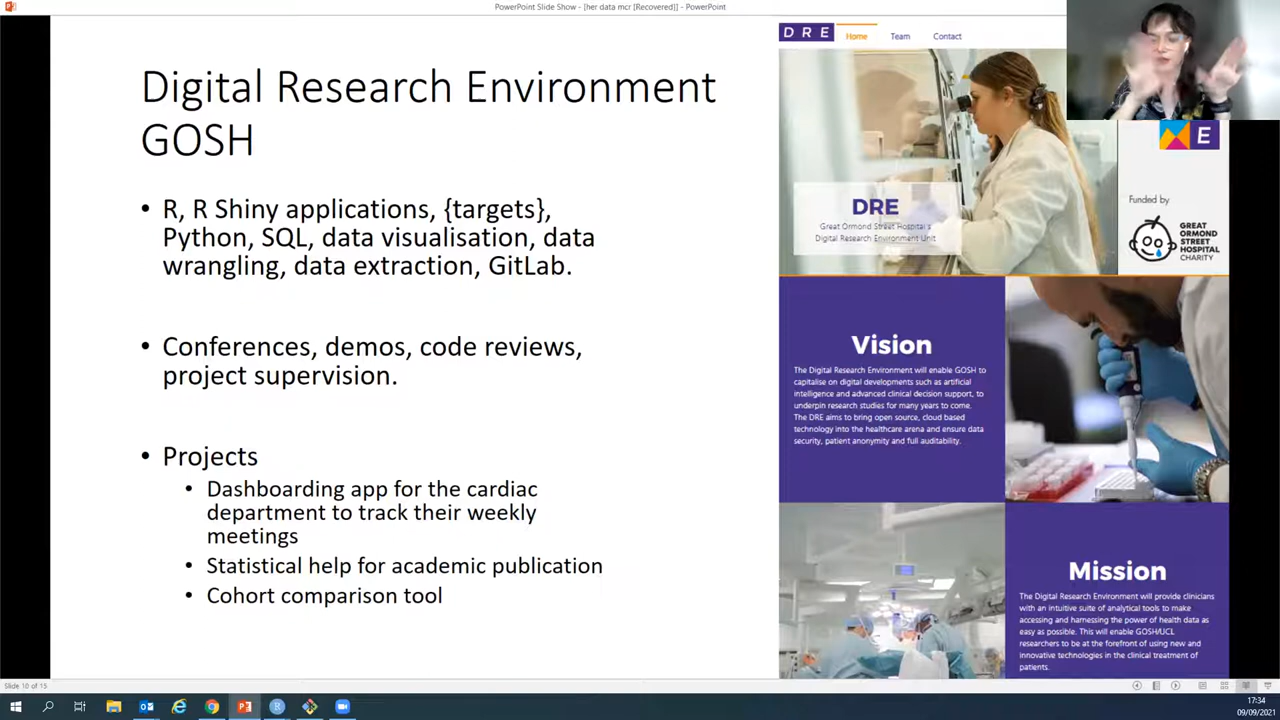 PowerPoint Slide Show - [her data mcr [Recovered]] - PowerPoint
Digital Research Environment
GOSH
• R, R Shiny applications, {targets},
Python, SQL, data visualisation, data
wrangling, data extraction, GitLab.
• Conferences, demos, code reviews,
project supervision.
• Projects
• Dashboarding app for the cardiac
department to track their weekly
meetings
• Statistical help for academic publication
• Cohort comparison tool
DRE
Home
Team
Contact
E
DRE
Great Ormond Street Hospital's
Digital Research Environment Unit
Funded by
GREAT
ORMOND
STREET
HOSPITAL
CHARITY
Vision
The Digital Research Environment will enable GOSH to
capitalise on digital developments such as artificial
intelligence and advanced clinical decision support, to
underpin research studies for many years to come.
The DRE aims to bring open source, cloud based
technology into the healthcare arena and ensure data
security, patient anonymity and full auditability.
Mission
The Digital Research Environment will provide clinicians
with an intuitive suite of analytical tools to make
accessing and harnessing the power of health data as
easy as possible. This will enable GOSH/UCL
researchers to be at the forefront of using new and
innovative technologies in the clinical treatment of
patients.
Slide 10 of 15
17:34
09/09/2021